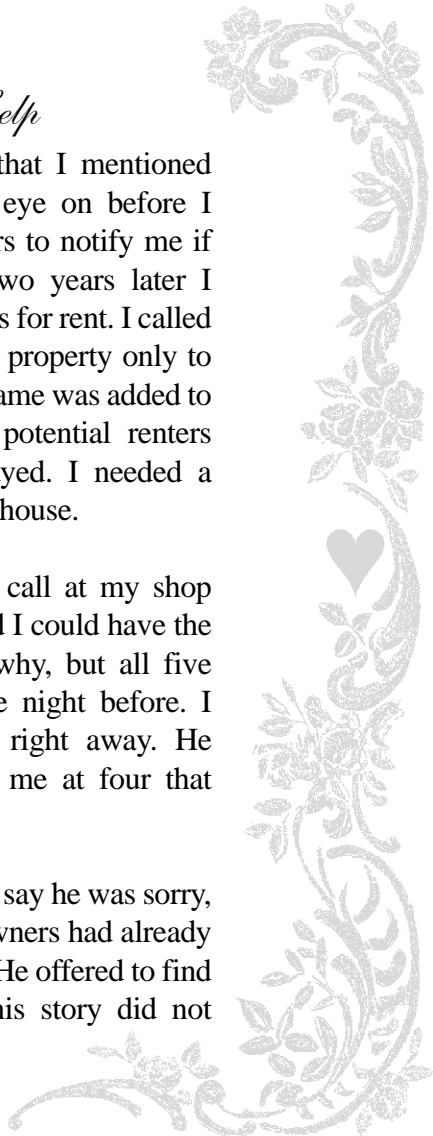 elp
that I mentioned
eye on before I
rs to notify me if
wo years later I
s for rent. I called
property only to
ame was added to
potential renters
yed. I needed a
house.
call at my shop
d I could have the
why, but all five
e night before. I
right away. He
me at four that
say he was sorry,
wners had already
He offered to find
his story did not